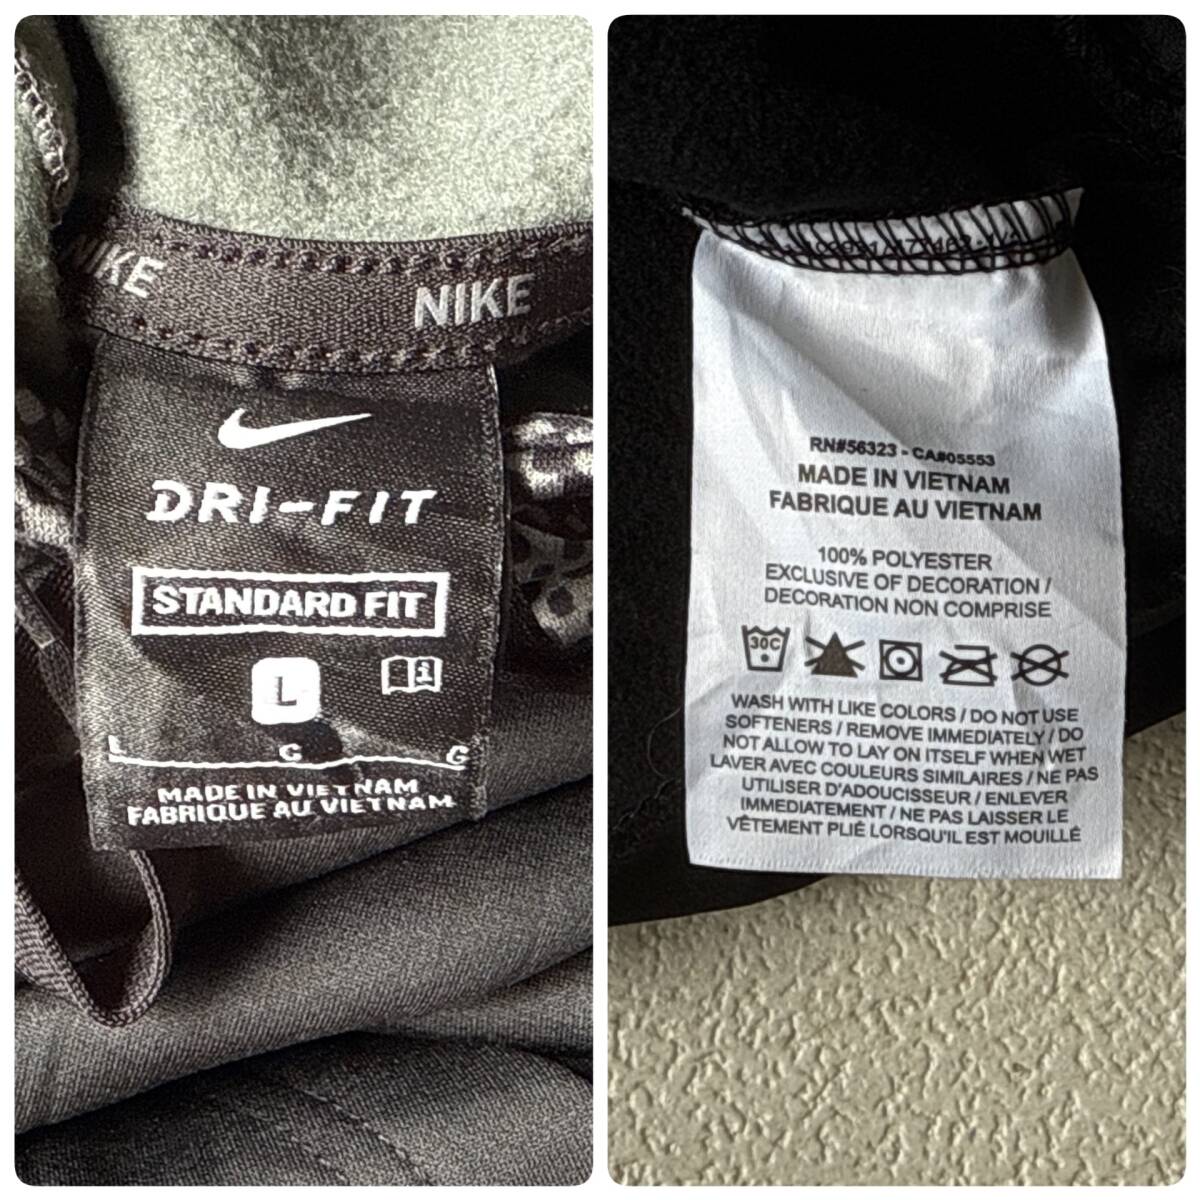 NIKE
NIKE
DRI-FIT
STANDARD FIT
L
i
L G G
MADE IN VIETNAM
FABRIQUE AU VIETNAM
RN#56323 - CA#05553
MADE IN VIETNAM
FABRIQUE AU VIETNAM
100% POLYESTER
EXCLUSIVE OF DECORATION /
DECORATION NON COMPRISE
30C
WASH WITH LIKE COLORS / DO NOT USE
SOFTENERS / REMOVE IMMEDIATELY / DO
NOT ALLOW TO LAY ON ITSELF WHEN WET
LAVER AVEC COULEURS SIMILAIRES / NE PAS
UTILISER D'ADOUCISSEUR / ENLEVER
IMMEDIATEMENT / NE PAS LAISSER LE
VÊTEMENT PLIÉ LORSQU'IL EST MOUILLÉ